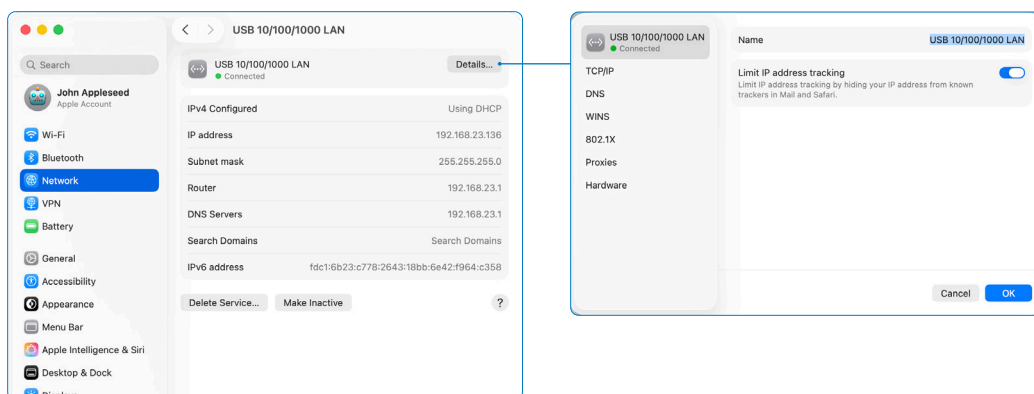 USB 10/100/1000 LAN
Search
John Appleseed
Apple Account
Wi-Fi
Bluetooth
Network
VPN
Battery
General
Accessibility
Appearance
Menu Bar
Apple Intelligence & Siri
Desktop & Dock
Displays
USB 10/100/1000 LAN
Connected
Details...
IPv4 Configured Using DHCP
IP address 192.168.23.136
Subnet mask 255.255.255.0
Router 192.168.23.1
DNS Servers 192.168.23.1
Search Domains Search Domains
IPv6 address fdc1:6b23:c778:2643:18bb:6e42:f964:c358
Delete Service... Make Inactive ?
USB 10/100/1000 LAN
Connected
TCP/IP
DNS
WINS
802.1X
Proxies
Hardware
Name USB 10/100/1000 LAN
Limit IP address tracking
Limit IP address tracking by hiding your IP address from known
trackers in Mail and Safari.
Cancel OK